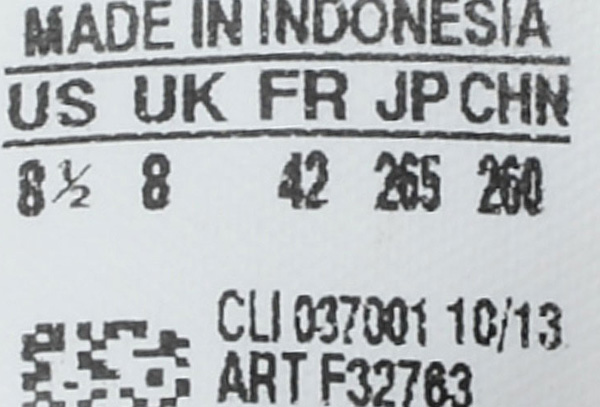 MADE IN INDONESIA
US UK FR JP CHN
8½ 8 42 265 260
CLI 037001 10/13
ART F32763